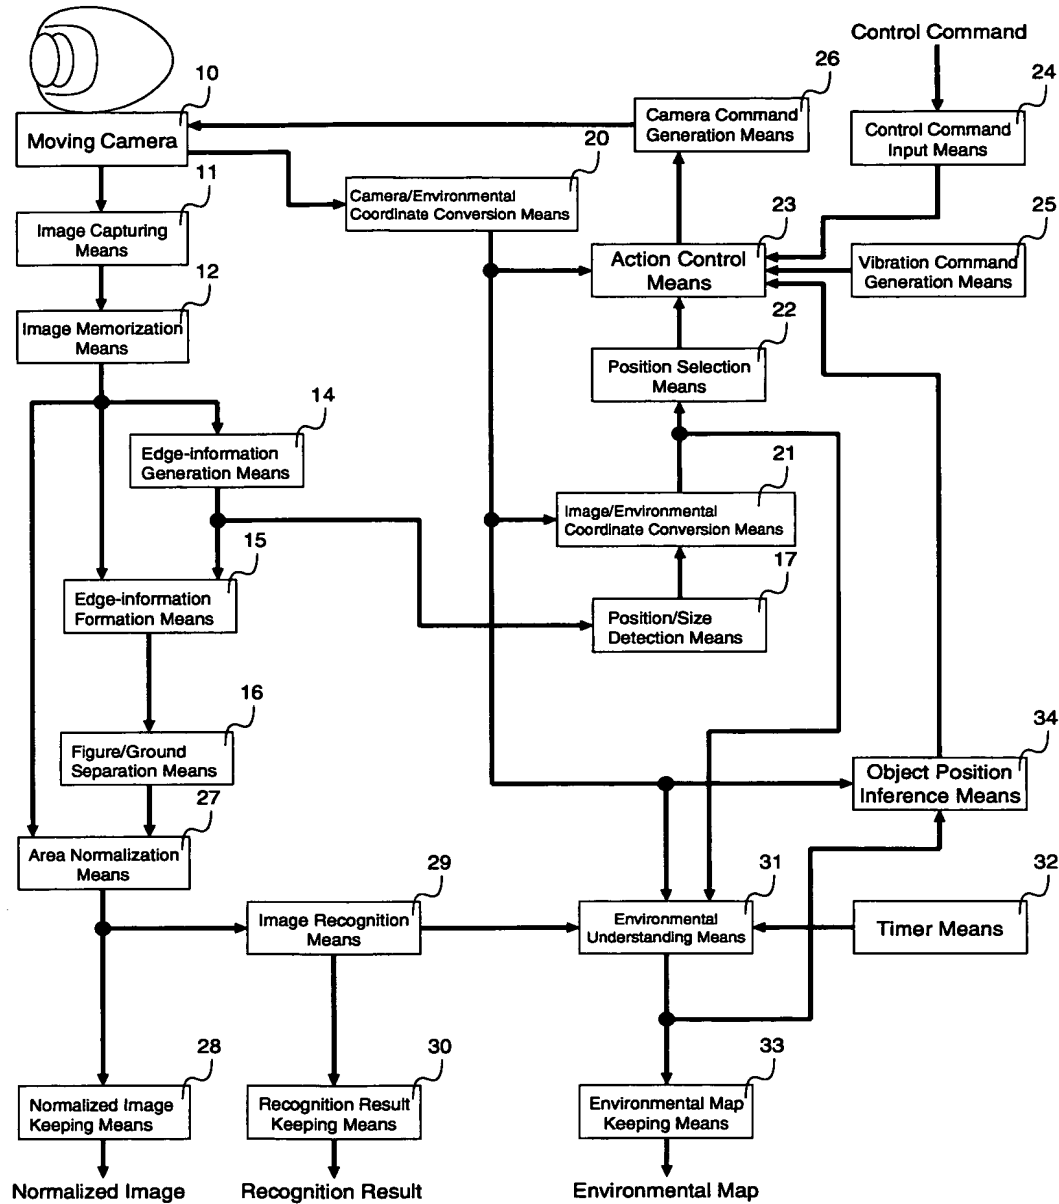 Control Command
10
26
24
Moving Camera
Camera Command
Generation Means
Control Command
Input Means
20
11
Camera/Environmental
Coordinate Conversion Means
23
25
Image Capturing
Means
Action Control
Means
Vibration Command
Generation Means
12
22
Image Memorization
Means
Position Selection
Means
14
Edge-information
Generation Means
21
Image/Environmental
Coordinate Conversion Means
15
17
Edge-information
Formation Means
Position/Size
Detection Means
16
34
Figure/Ground
Separation Means
Object Position
Inference Means
27
Area Normalization
Means
29
31
32
Image Recognition
Means
Environmental
Understanding Means
Timer Means
28
30
33
Normalized Image
Keeping Means
Recognition Result
Keeping Means
Environmental Map
Keeping Means
Normalized Image
Recognition Result
Environmental Map